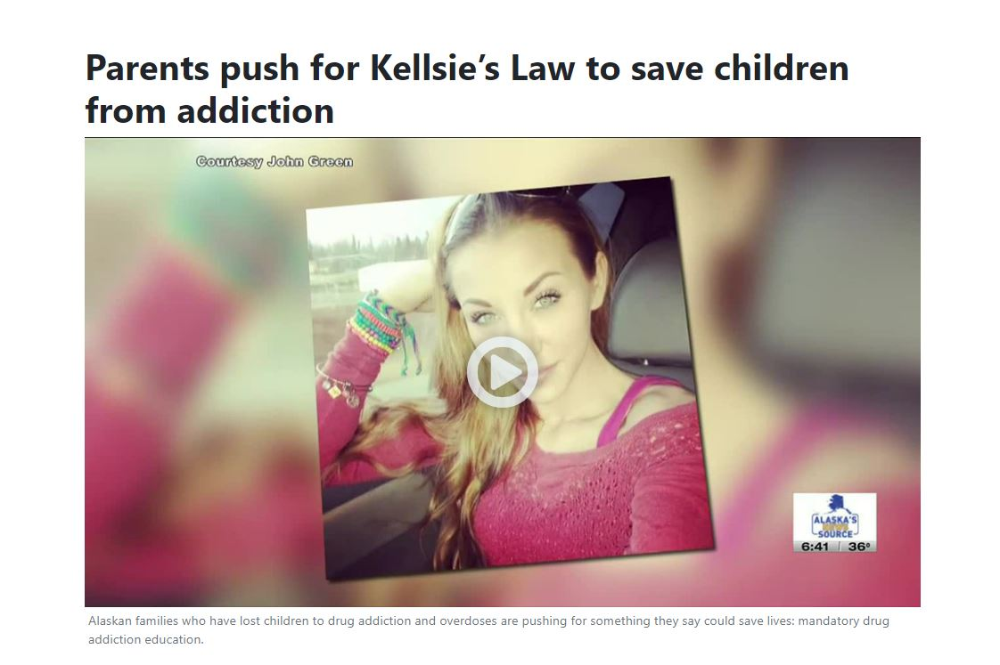 Parents push for Kellsie’s Law to save children
from addiction
Courtesy John Green
ALASKA'S
NEWS
SOURCE
6:41 36°
Alaskan families who have lost children to drug addiction and overdoses are pushing for something they say could save lives: mandatory drug
addiction education.